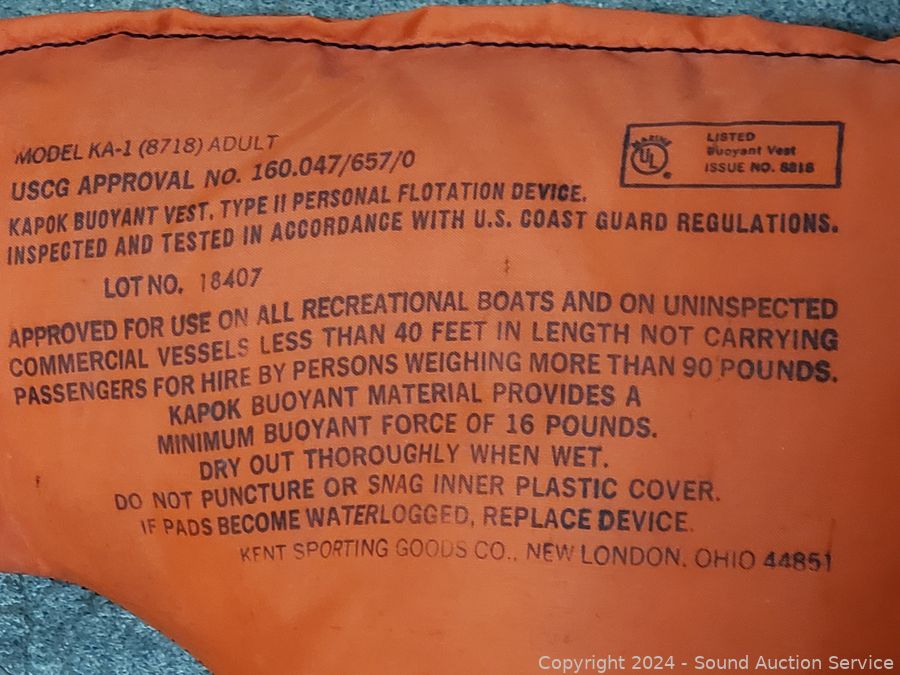 MODEL KA-1 (8718) ADULT
USCG APPROVAL NO. 160.047/657/0
MARINE
UL
LISTED
Buoyant Vest
ISSUE NO.
KAPOK BUOYANT VEST. TYPE II PERSONAL FLOTATION DEVICE.
INSPECTED AND TESTED IN ACCORDANCE WITH U.S. COAST GUARD REGULATIONS.
LOT NO. 18407
APPROVED FOR USE ON ALL RECREATIONAL BOATS AND ON UNINSPECTED
COMMERCIAL VESSELS LESS THAN 40 FEET IN LENGTH NOT CARRYING
PASSENGERS FOR HIRE BY PERSONS WEIGHING MORE THAN 90 POUNDS.
KAPOK BUOYANT MATERIAL PROVIDES A
MINIMUM BUOYANT FORCE OF 16 POUNDS.
DRY OUT THOROUGHLY WHEN WET.
DO NOT PUNCTURE OR SNAG INNER PLASTIC COVER.
IF PADS BECOME WATERLOGGED, REPLACE DEVICE.
KENT SPORTING GOODS CO., NEW LONDON, OHIO 44851
Copyright 2024 - Sound Auction Service